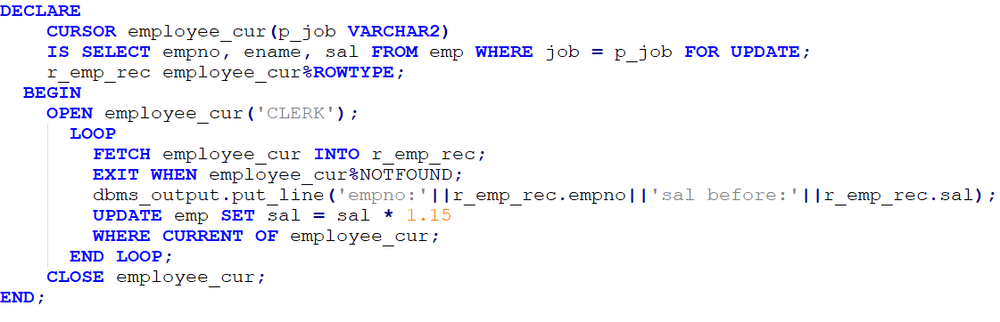 DECLARE
CURSOR employee_cur(p_job VARCHAR2)
IS SELECT empno, ename, sal FROM emp WHERE job = p_job FOR UPDATE;
r_emp_rec employee_cur%ROWTYPE;
BEGIN
OPEN employee_cur('CLERK');
LOOP
FETCH employee_cur INTO r_emp_rec;
EXIT WHEN employee_cur%NOTFOUND;
dbms_output.put_line('empno:'||r_emp_rec.empno||'sal before:'||r_emp_rec.sal);
UPDATE emp SET sal = sal * 1.15
WHERE CURRENT OF employee_cur;
END LOOP;
CLOSE employee_cur;
END;